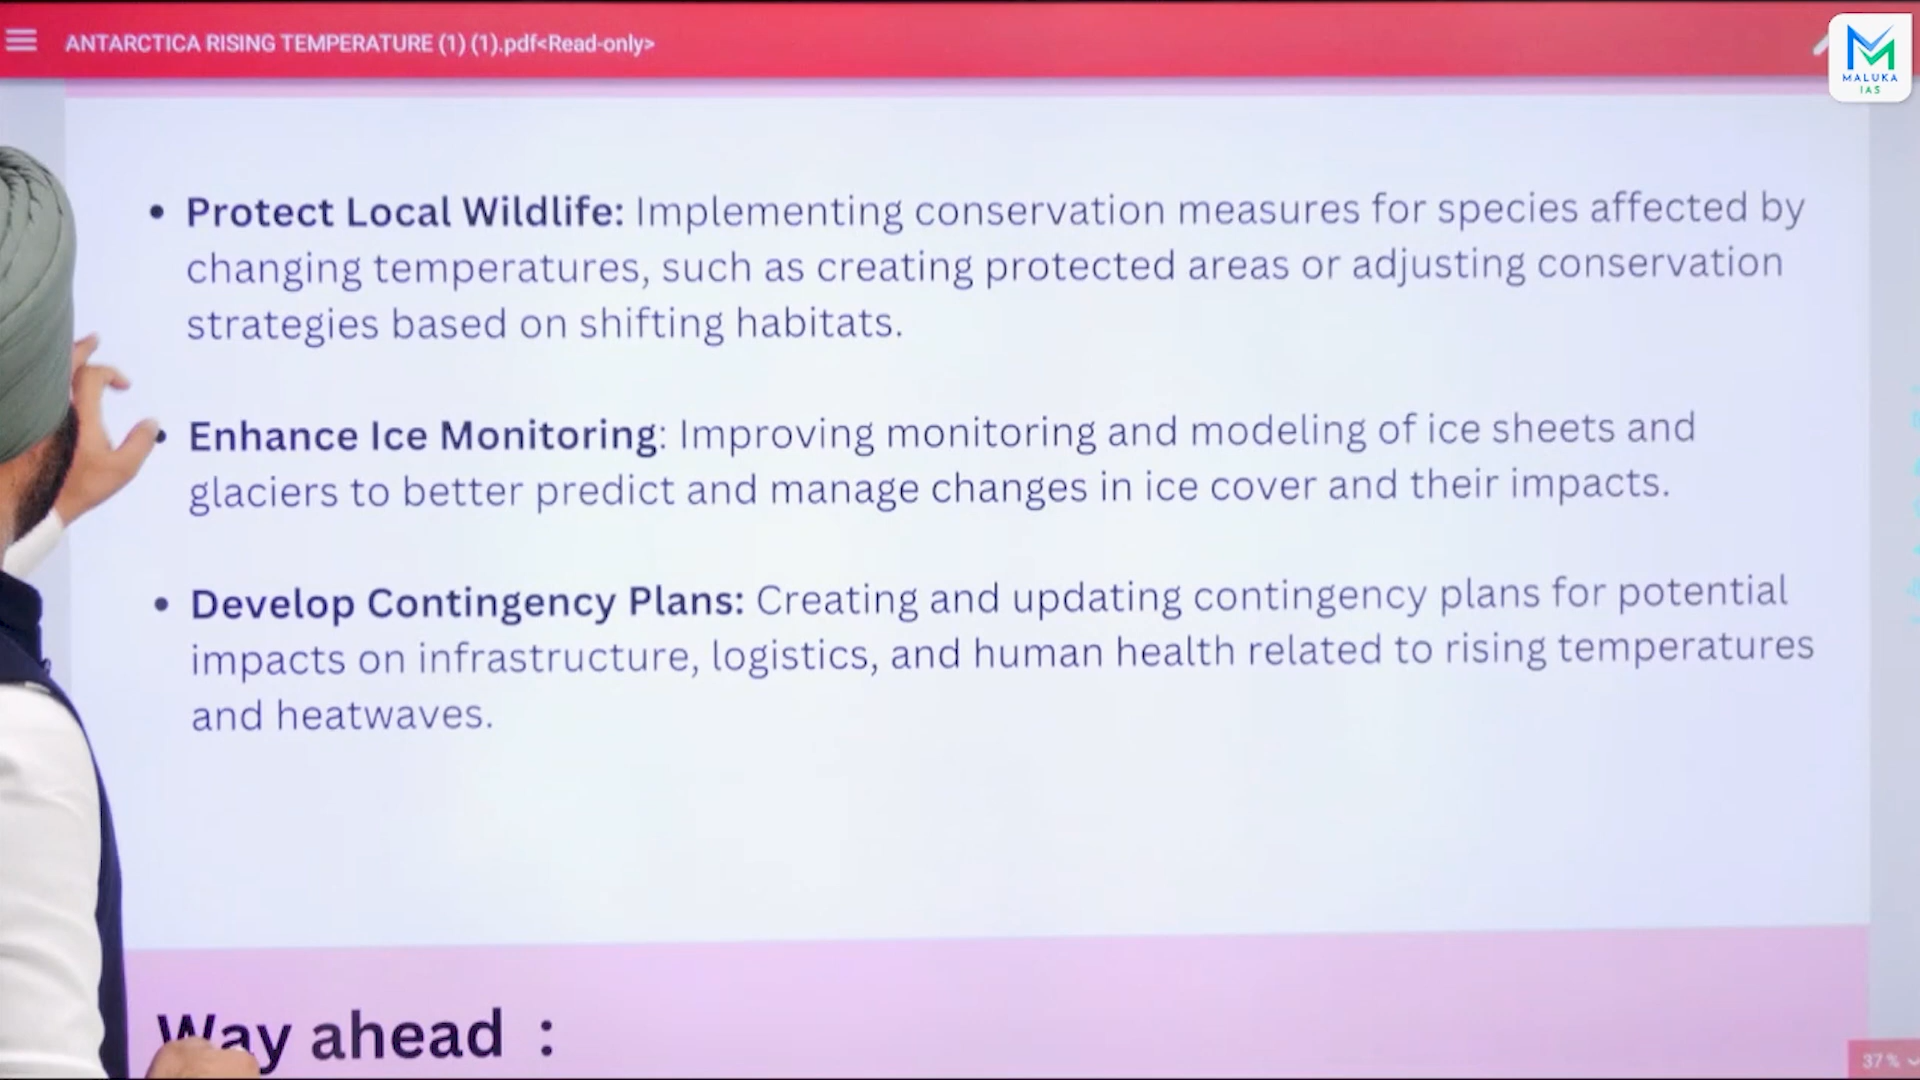 ANTARCTICA RISING TEMPERATURE (1) (1).pdf<Read-only>
MALUKA
IAS
• Protect Local Wildlife: Implementing conservation measures for species affected by
changing temperatures, such as creating protected areas or adjusting conservation
strategies based on shifting habitats.
• Enhance Ice Monitoring: Improving monitoring and modeling of ice sheets and
glaciers to better predict and manage changes in ice cover and their impacts.
• Develop Contingency Plans: Creating and updating contingency plans for potential
impacts on infrastructure, logistics, and human health related to rising temperatures
and heatwaves.
Way ahead :
37%